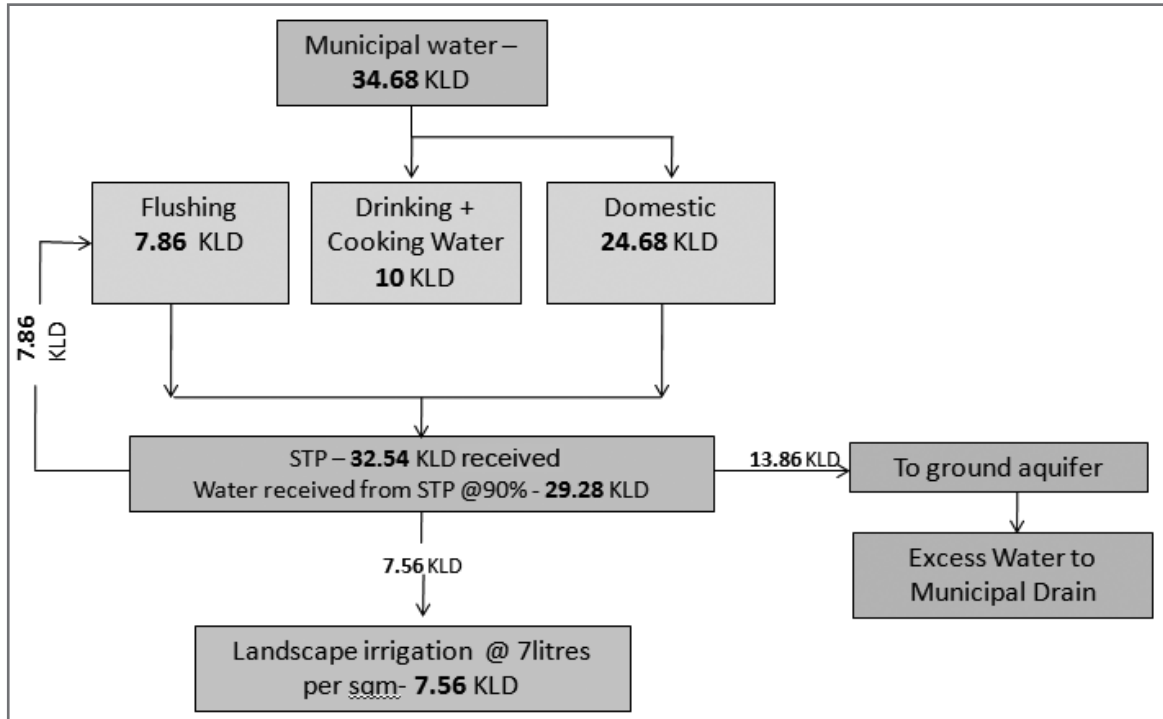 Municipal water –
34.68 KLD
Flushing
7.86 KLD
Drinking +
Cooking Water
10 KLD
Domestic
24.68 KLD
7.86
KLD
STP – 32.54 KLD received
Water received from STP @90% - 29.28 KLD
13.86 KLD
To ground aquifer
7.56 KLD
Excess Water to
Municipal Drain
Landscape irrigation @ 7litres
per sqm- 7.56 KLD